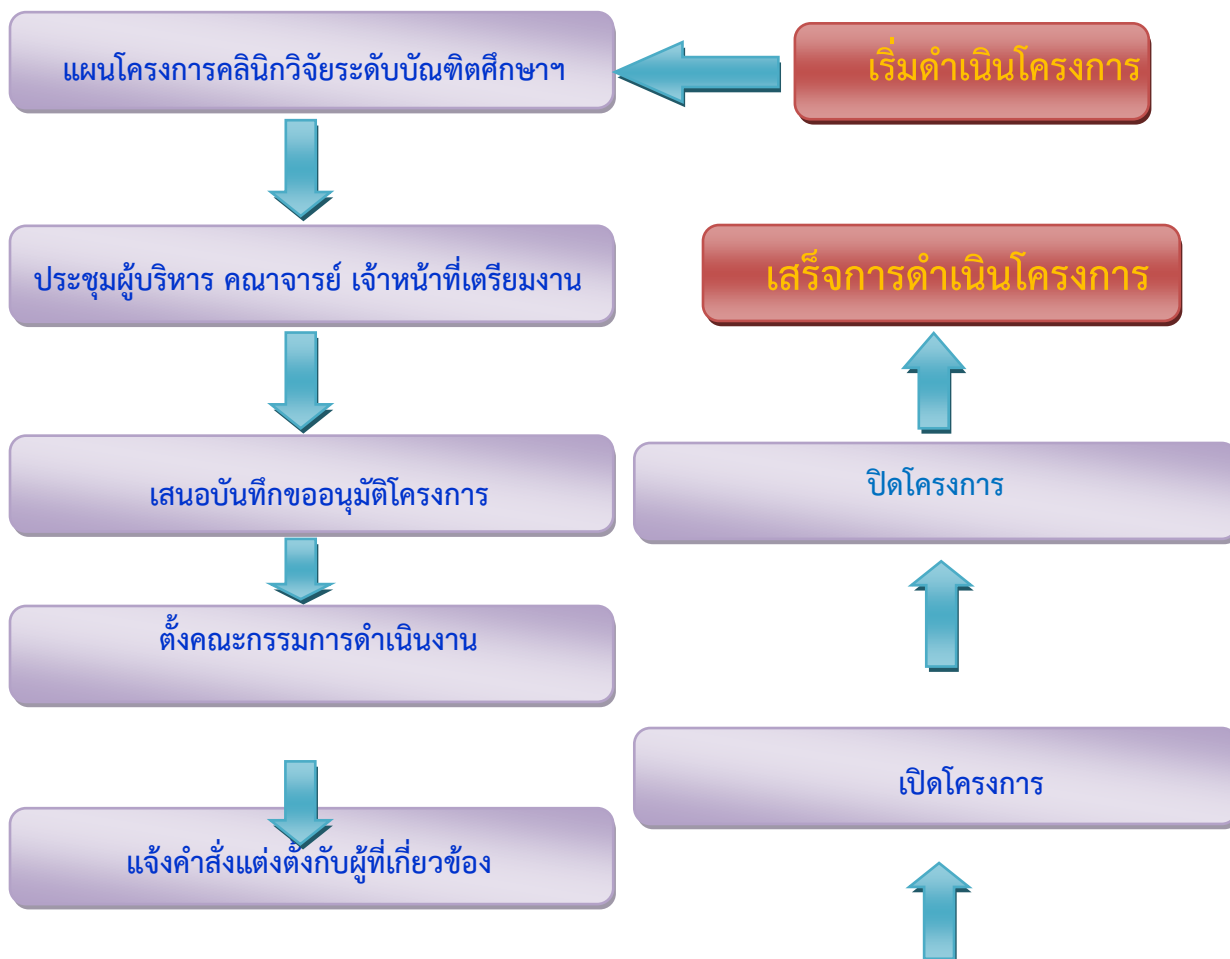 แผนโครงการคลินิกวิจัยระดับบัณฑิตศึกษาฯ
เริ่มดำเนินโครงการ
ประชุมผู้บริหาร คณาจารย์ เจ้าหน้าที่เตรียมงาน
เสร็จการดำเนินโครงการ
เสนอบันทึกขออนุมัติโครงการ
ปิดโครงการ
ตั้งคณะกรรมการดำเนินงาน
เปิดโครงการ
แจ้งคำสั่งแต่งตั้งกับผู้ที่เกี่ยวข้อง